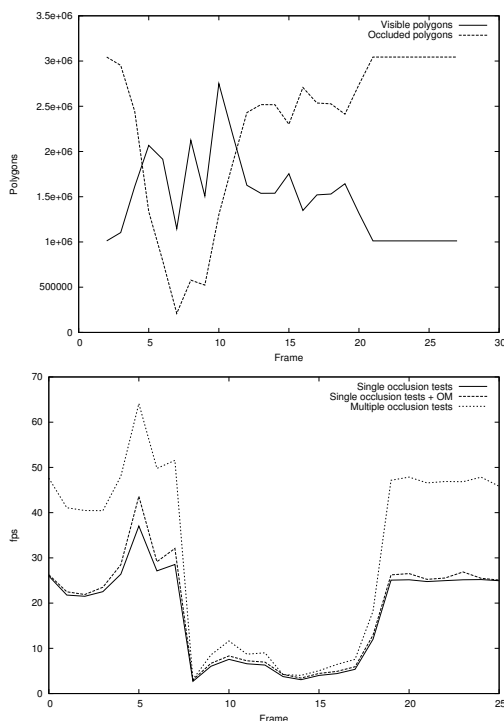 3.5e+06
Visible polygons
Occluded polygons
3e+06
2.5e+06
2e+06
1.5e+06
1e+06
500000
0
Polygons
0 5 10 15 20 25 30
Frame
70
Single occlusion tests
Single occlusion tests + OM
Multiple occlusion tests
60
50
40
30
20
10
0
fps
0 5 10 15 20 25
Frame